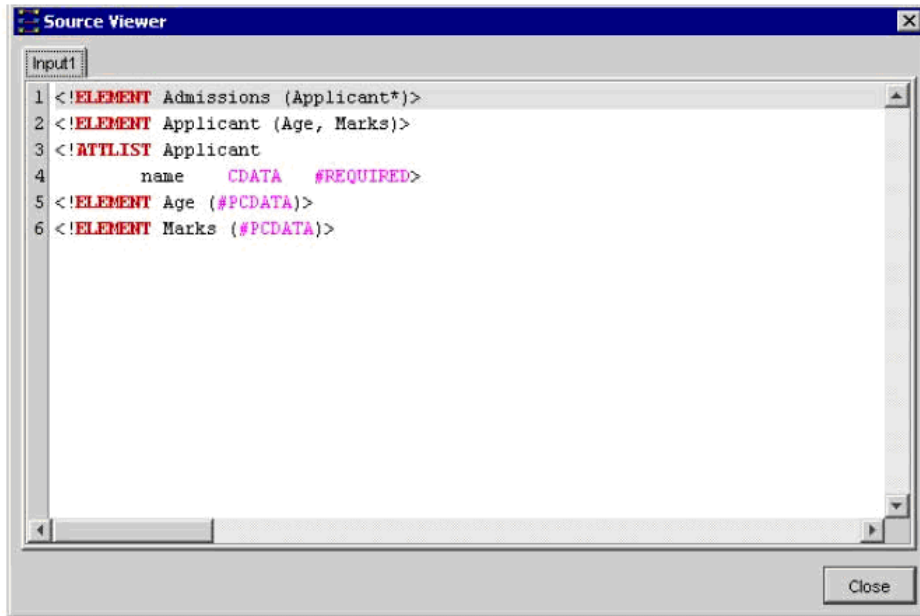 Source Viewer
Input1
1 <!ELEMENT Admissions (Applicant*)>
2 <!ELEMENT Applicant (Age, Marks)>
3 <!ATTLIST Applicant
4 name CDATA #REQUIRED>
5 <!ELEMENT Age (#PCDATA)>
6 <!ELEMENT Marks (#PCDATA)>
Close